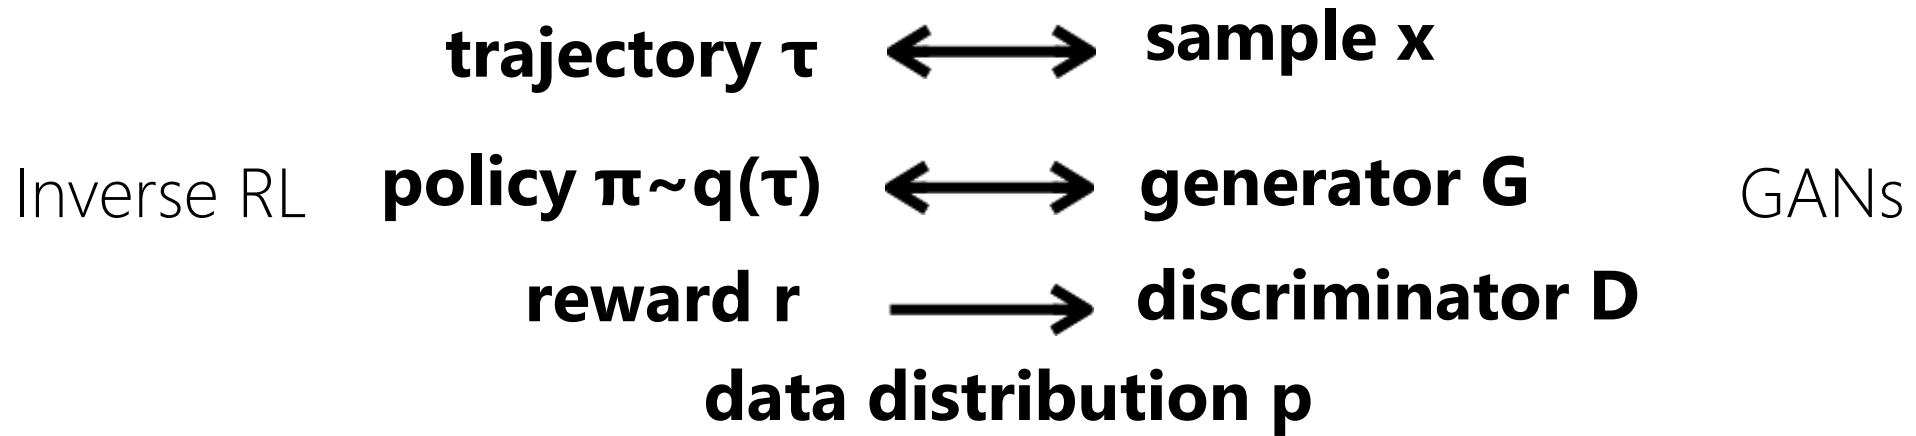 trajectory τ sample x
Inverse RL policy π~q(τ) generator G GANs
reward r discriminator D
data distribution p